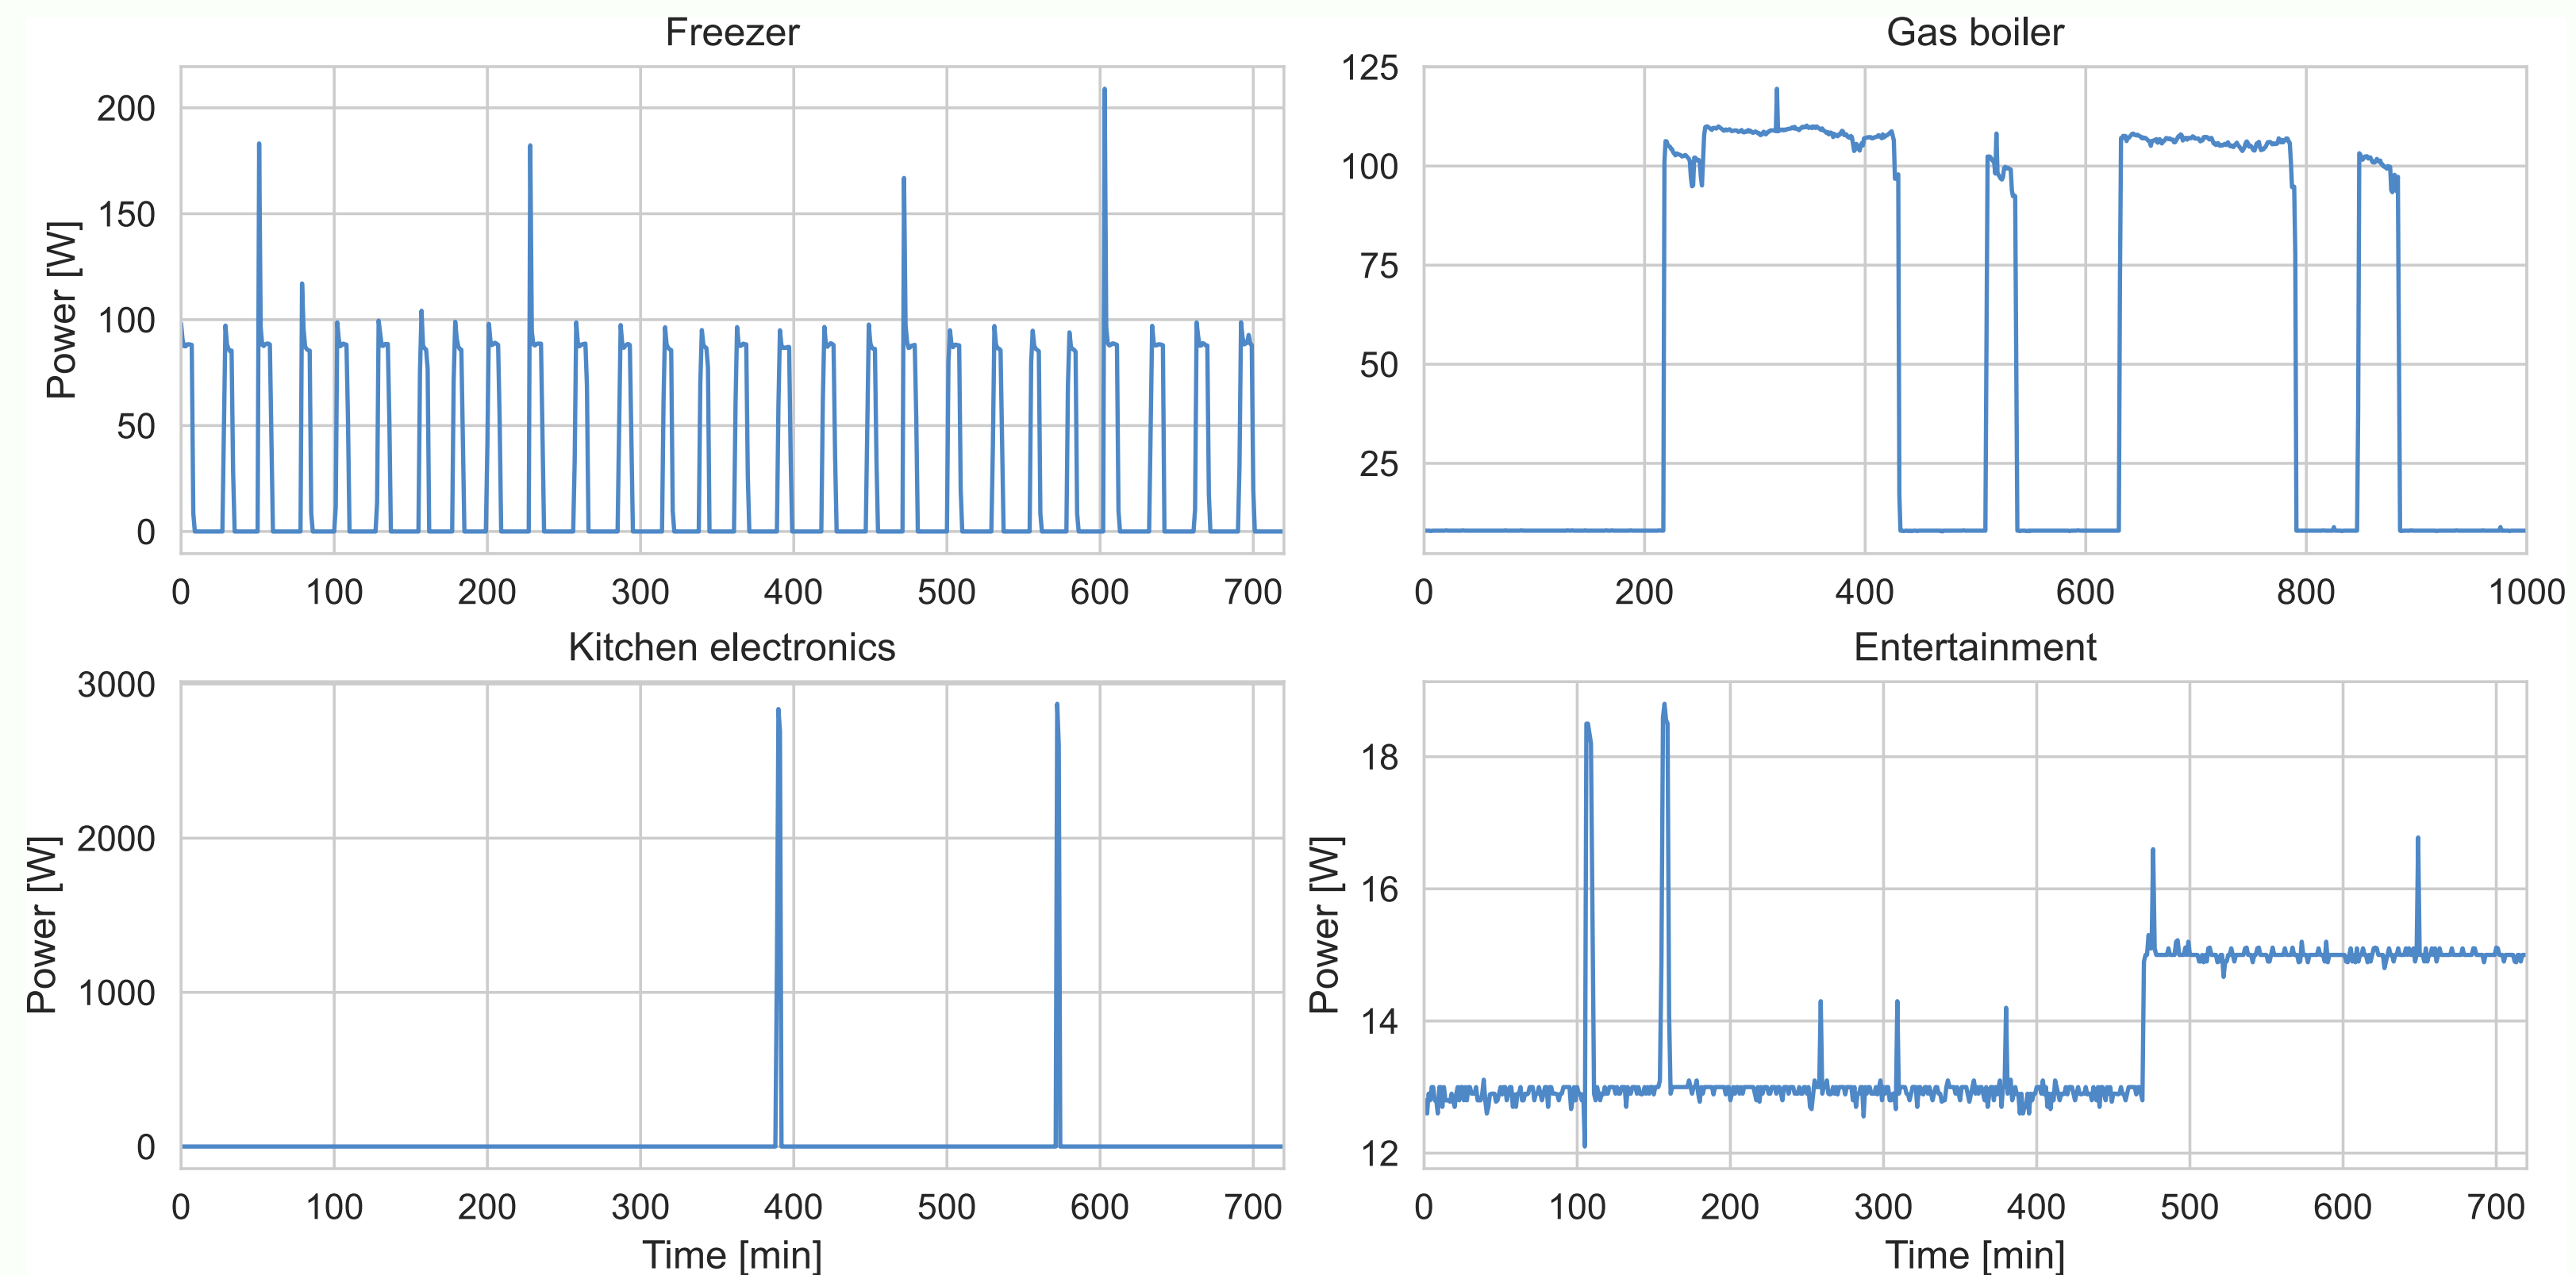 Freezer
Power [W]
200
150
100
50
0
0 100 200 300 400 500 600 700
Gas boiler
125
100
75
50
25
0 200 400 600 800 1000
Kitchen electronics
Power [W]
3000
2000
1000
0
0 100 200 300 400 500 600 700
Time [min]
Entertainment
Power [W]
18
16
14
12
0 100 200 300 400 500 600 700
Time [min]